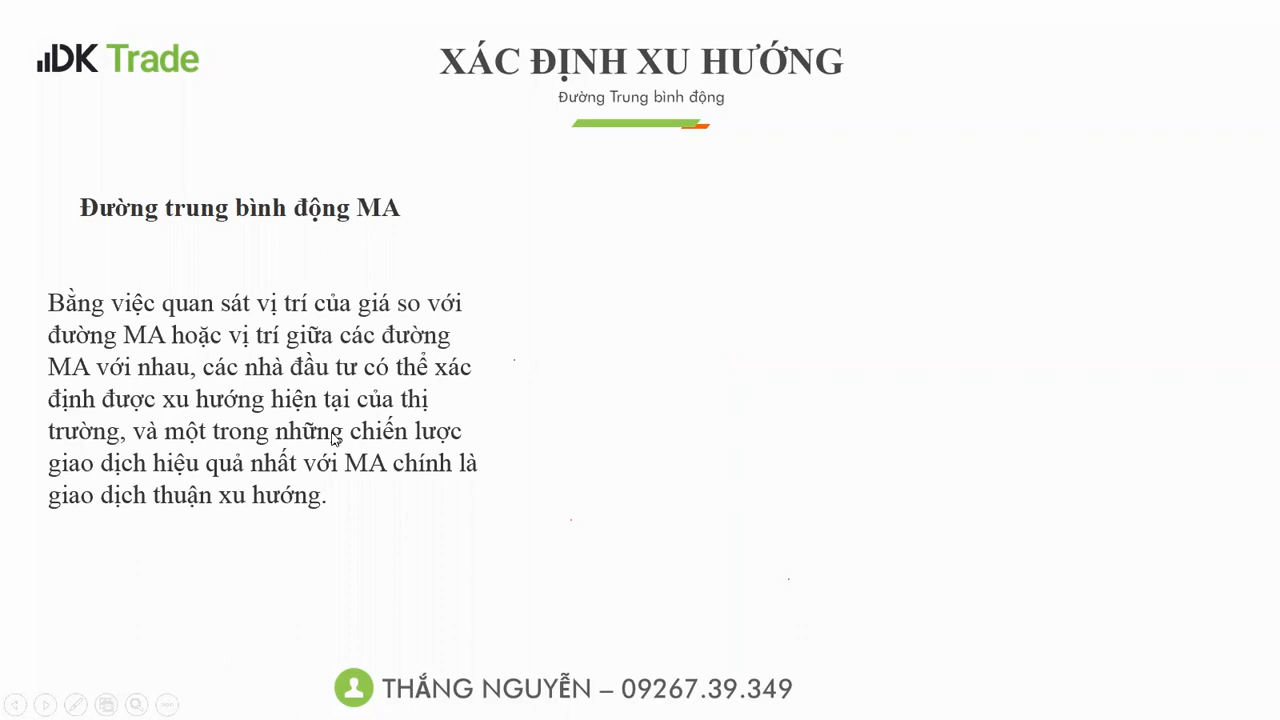 DK Trade
XÁC ĐỊNH XU HƯỚNG
Đường Trung bình động
Đường trung bình động MA
Bằng việc quan sát vị trí của giá so với
đường MA hoặc vị trí giữa các đường
MA với nhau, các nhà đầu tư có thể xác
định được xu hướng hiện tại của thị
trường, và một trong những chiến lược
giao dịch hiệu quả nhất với MA chính là
giao dịch thuận xu hướng.
THẮNG NGUYỄN – 09267.39.349